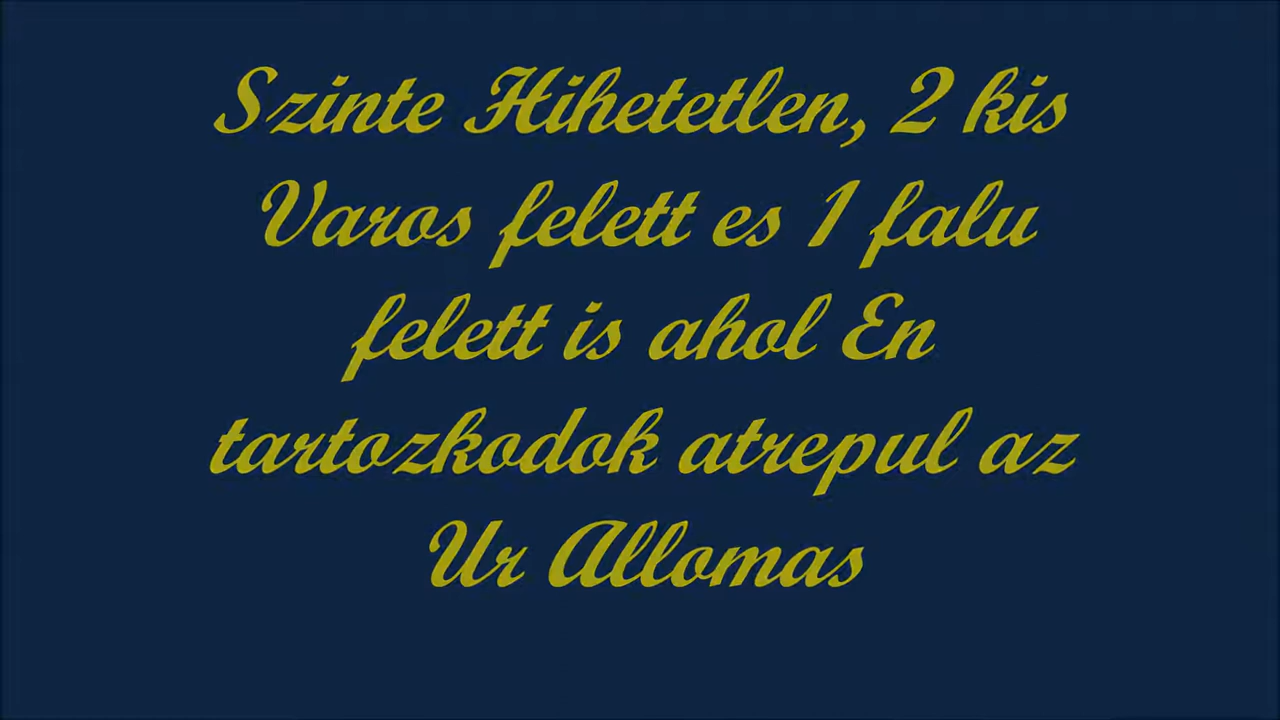 Szinte Hihetetlen, 2 kis
Varos felett es 1 falu
felett is ahol En
tartozkodok atrepul az
Ur Allomas